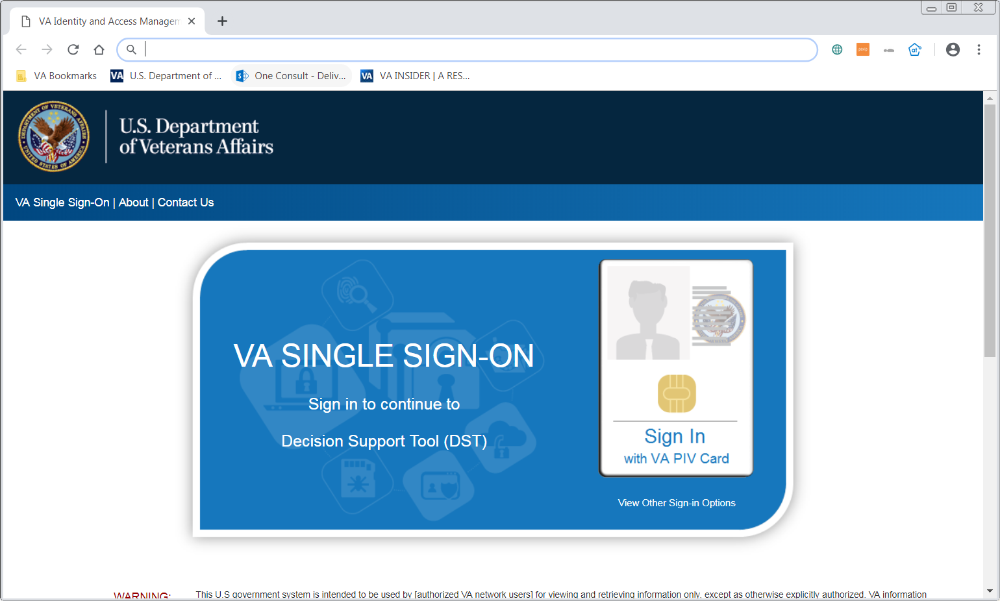 VA Identity and Access Managem
VA Bookmarks
VA U.S. Department of ...
One Consult - Deliv...
VA VA INSIDER | A RES...
U.S. Department
of Veterans Affairs
VA Single Sign-On | About | Contact Us
VA SINGLE SIGN-ON
Sign in to continue to
Decision Support Tool (DST)
Sign In
with VA PIV Card
View Other Sign-in Options
WARNING:
This U.S government system is intended to be used by [authorized VA network users] for viewing and retrieving information only, except as otherwise explicitly authorized. VA information